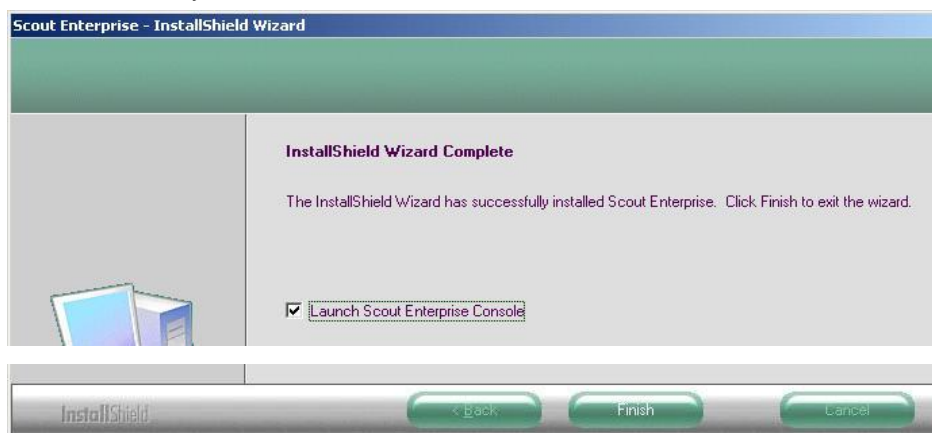 Scout Enterprise - InstallShield Wizard
InstallShield Wizard Complete
The InstallShield Wizard has successfully installed Scout Enterprise. Click Finish to exit the wizard.
Launch Scout Enterprise Console
InstallShield
< Back Finish Cancel